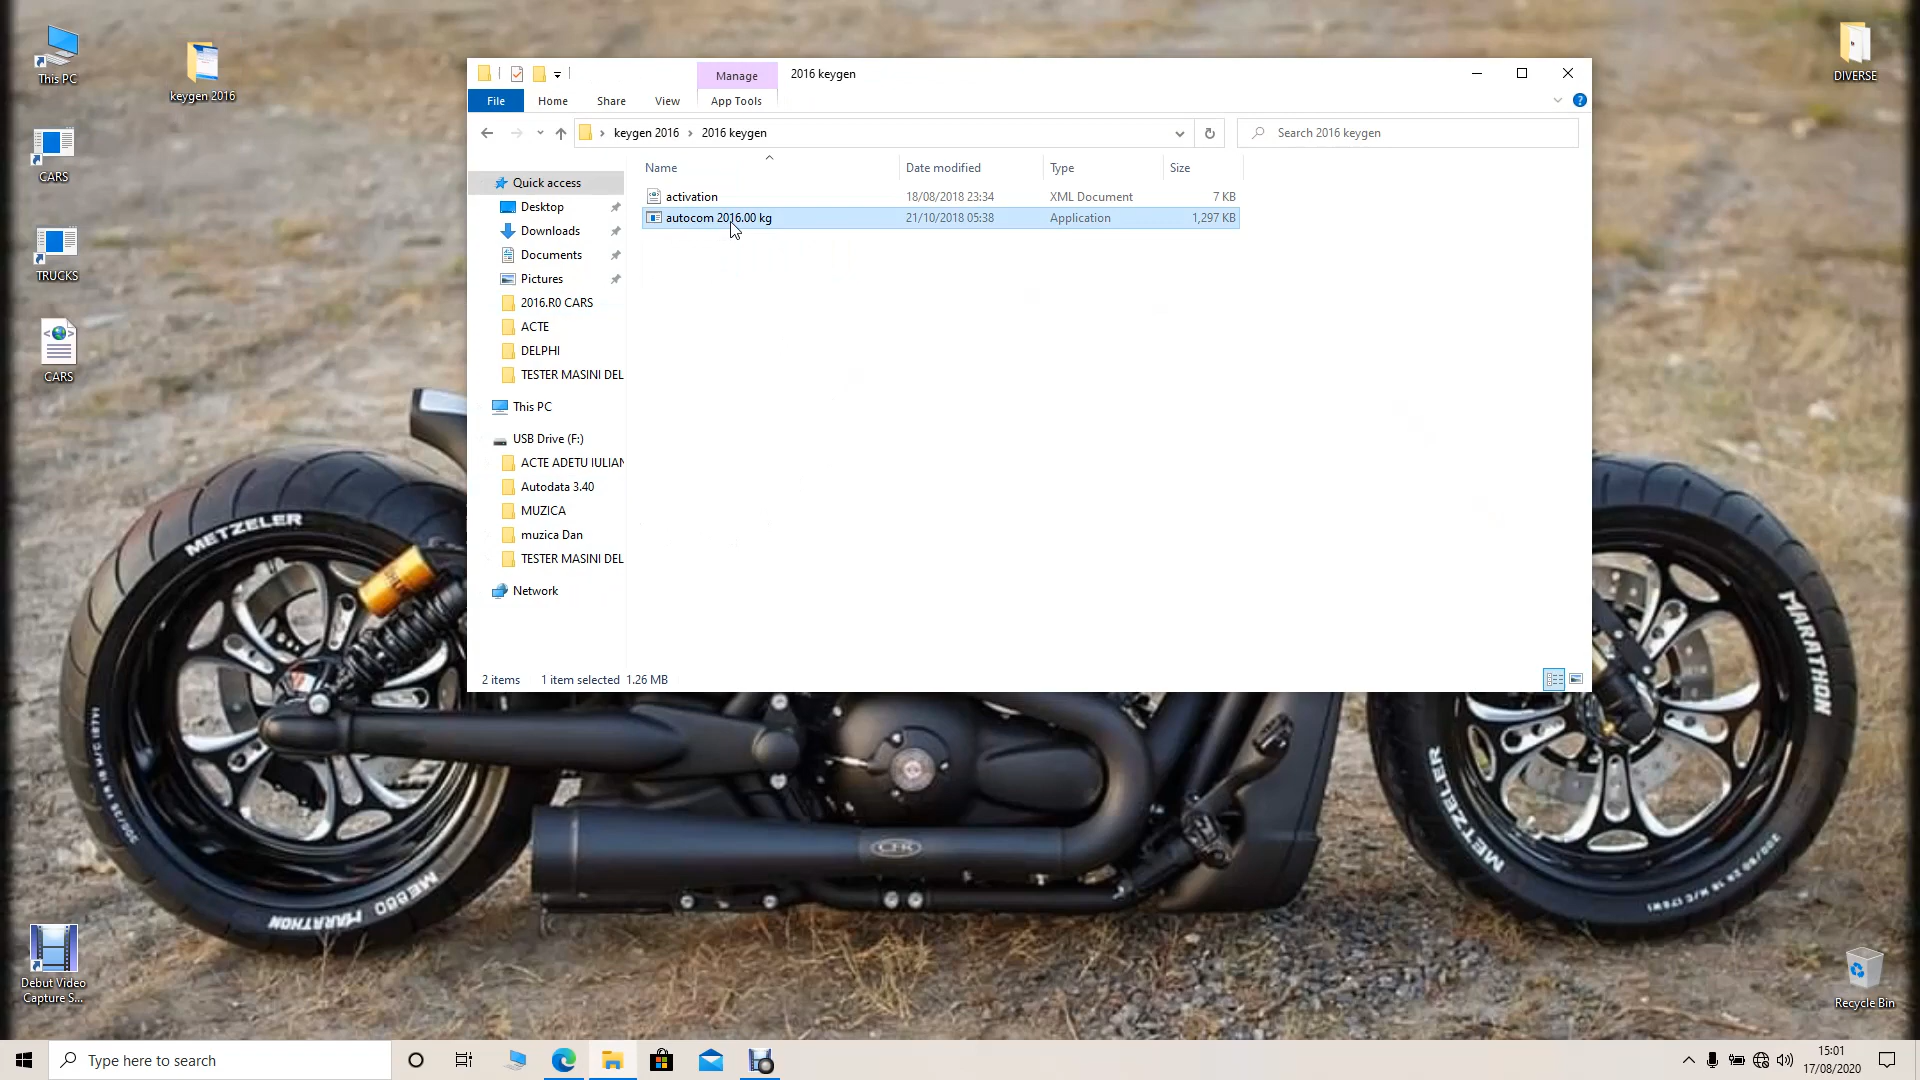 This PC
keygen 2016
DIVERSE
CARS
TRUCKS
CARS
Debut Video
Capture S...
Recycle Bin
Manage
2016 keygen
File
Home
Share
View
App Tools
keygen 2016
2016 keygen
Search 2016 keygen
Name
Date modified
Type
Size
activation
18/08/2018 23:34
XML Document
7 KB
autocom 2016.00 kg
21/10/2018 05:38
Application
1,297 KB
Quick access
Desktop
Downloads
Documents
Pictures
2016.R0 CARS
ACTE
DELPHI
TESTER MASINI DEL
This PC
USB Drive (F:)
ACTE ADETU IULIAN
Autodata 3.40
MUZICA
muzica Dan
TESTER MASINI DEL
Network
2 items
1 item selected
1.26 MB
METZELER
ME880
MARATHON
MARATHON
METZELER
Type here to search
15:01
17/08/2020